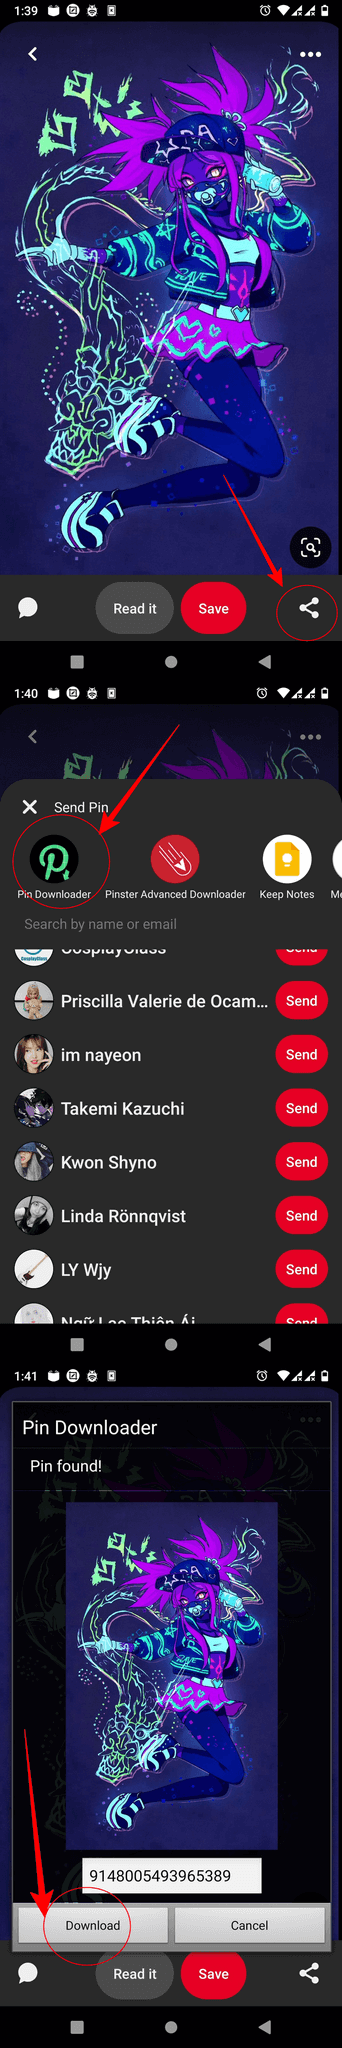 1:39
Read it
Save
1:40
Send Pin
Pin Downloader
Pinster Advanced Downloader
Keep Notes
Me
Search by name or email
CosplayGlass
Send
Priscilla Valerie de Ocam...
Send
im nayeon
Send
Takemi Kazuchi
Send
Kwon Shyno
Send
Linda Rönnqvist
Send
LY Wjy
Send
Ngữ Lạc Thiên Ái
Send
1:41
Pin Downloader
Pin found!
9148005493965389
Download
Cancel
Read it
Save